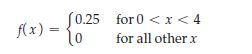 f(x) = { 0.25 for 0 < x < 4
0 for all other x